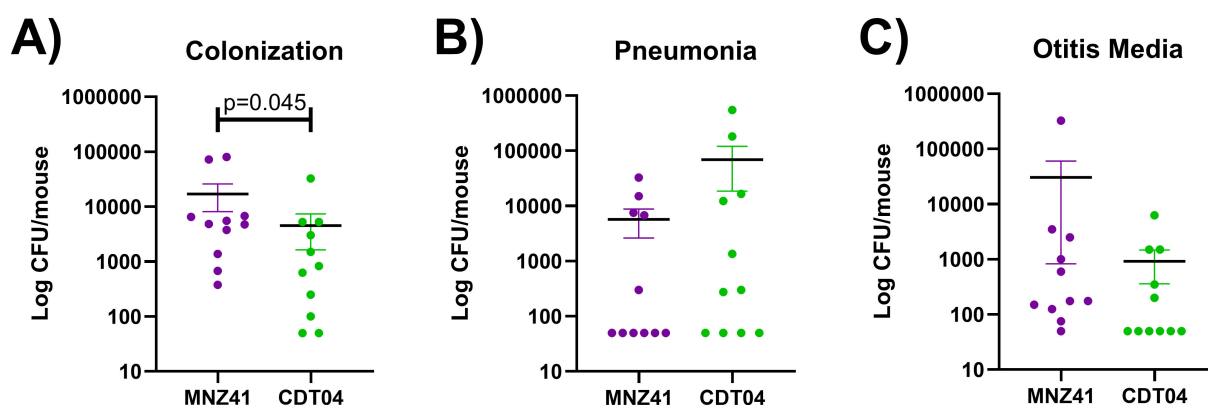 A) Colonization
Log CFU/mouse
1000000
100000
10000
1000
100
10
p=0.045
MNZ41 CDT04
B) Pneumonia
Log CFU/mouse
1000000
100000
10000
1000
100
10
MNZ41 CDT04
C) Otitis Media
Log CFU/mouse
1000000
100000
10000
1000
100
10
MNZ41 CDT04